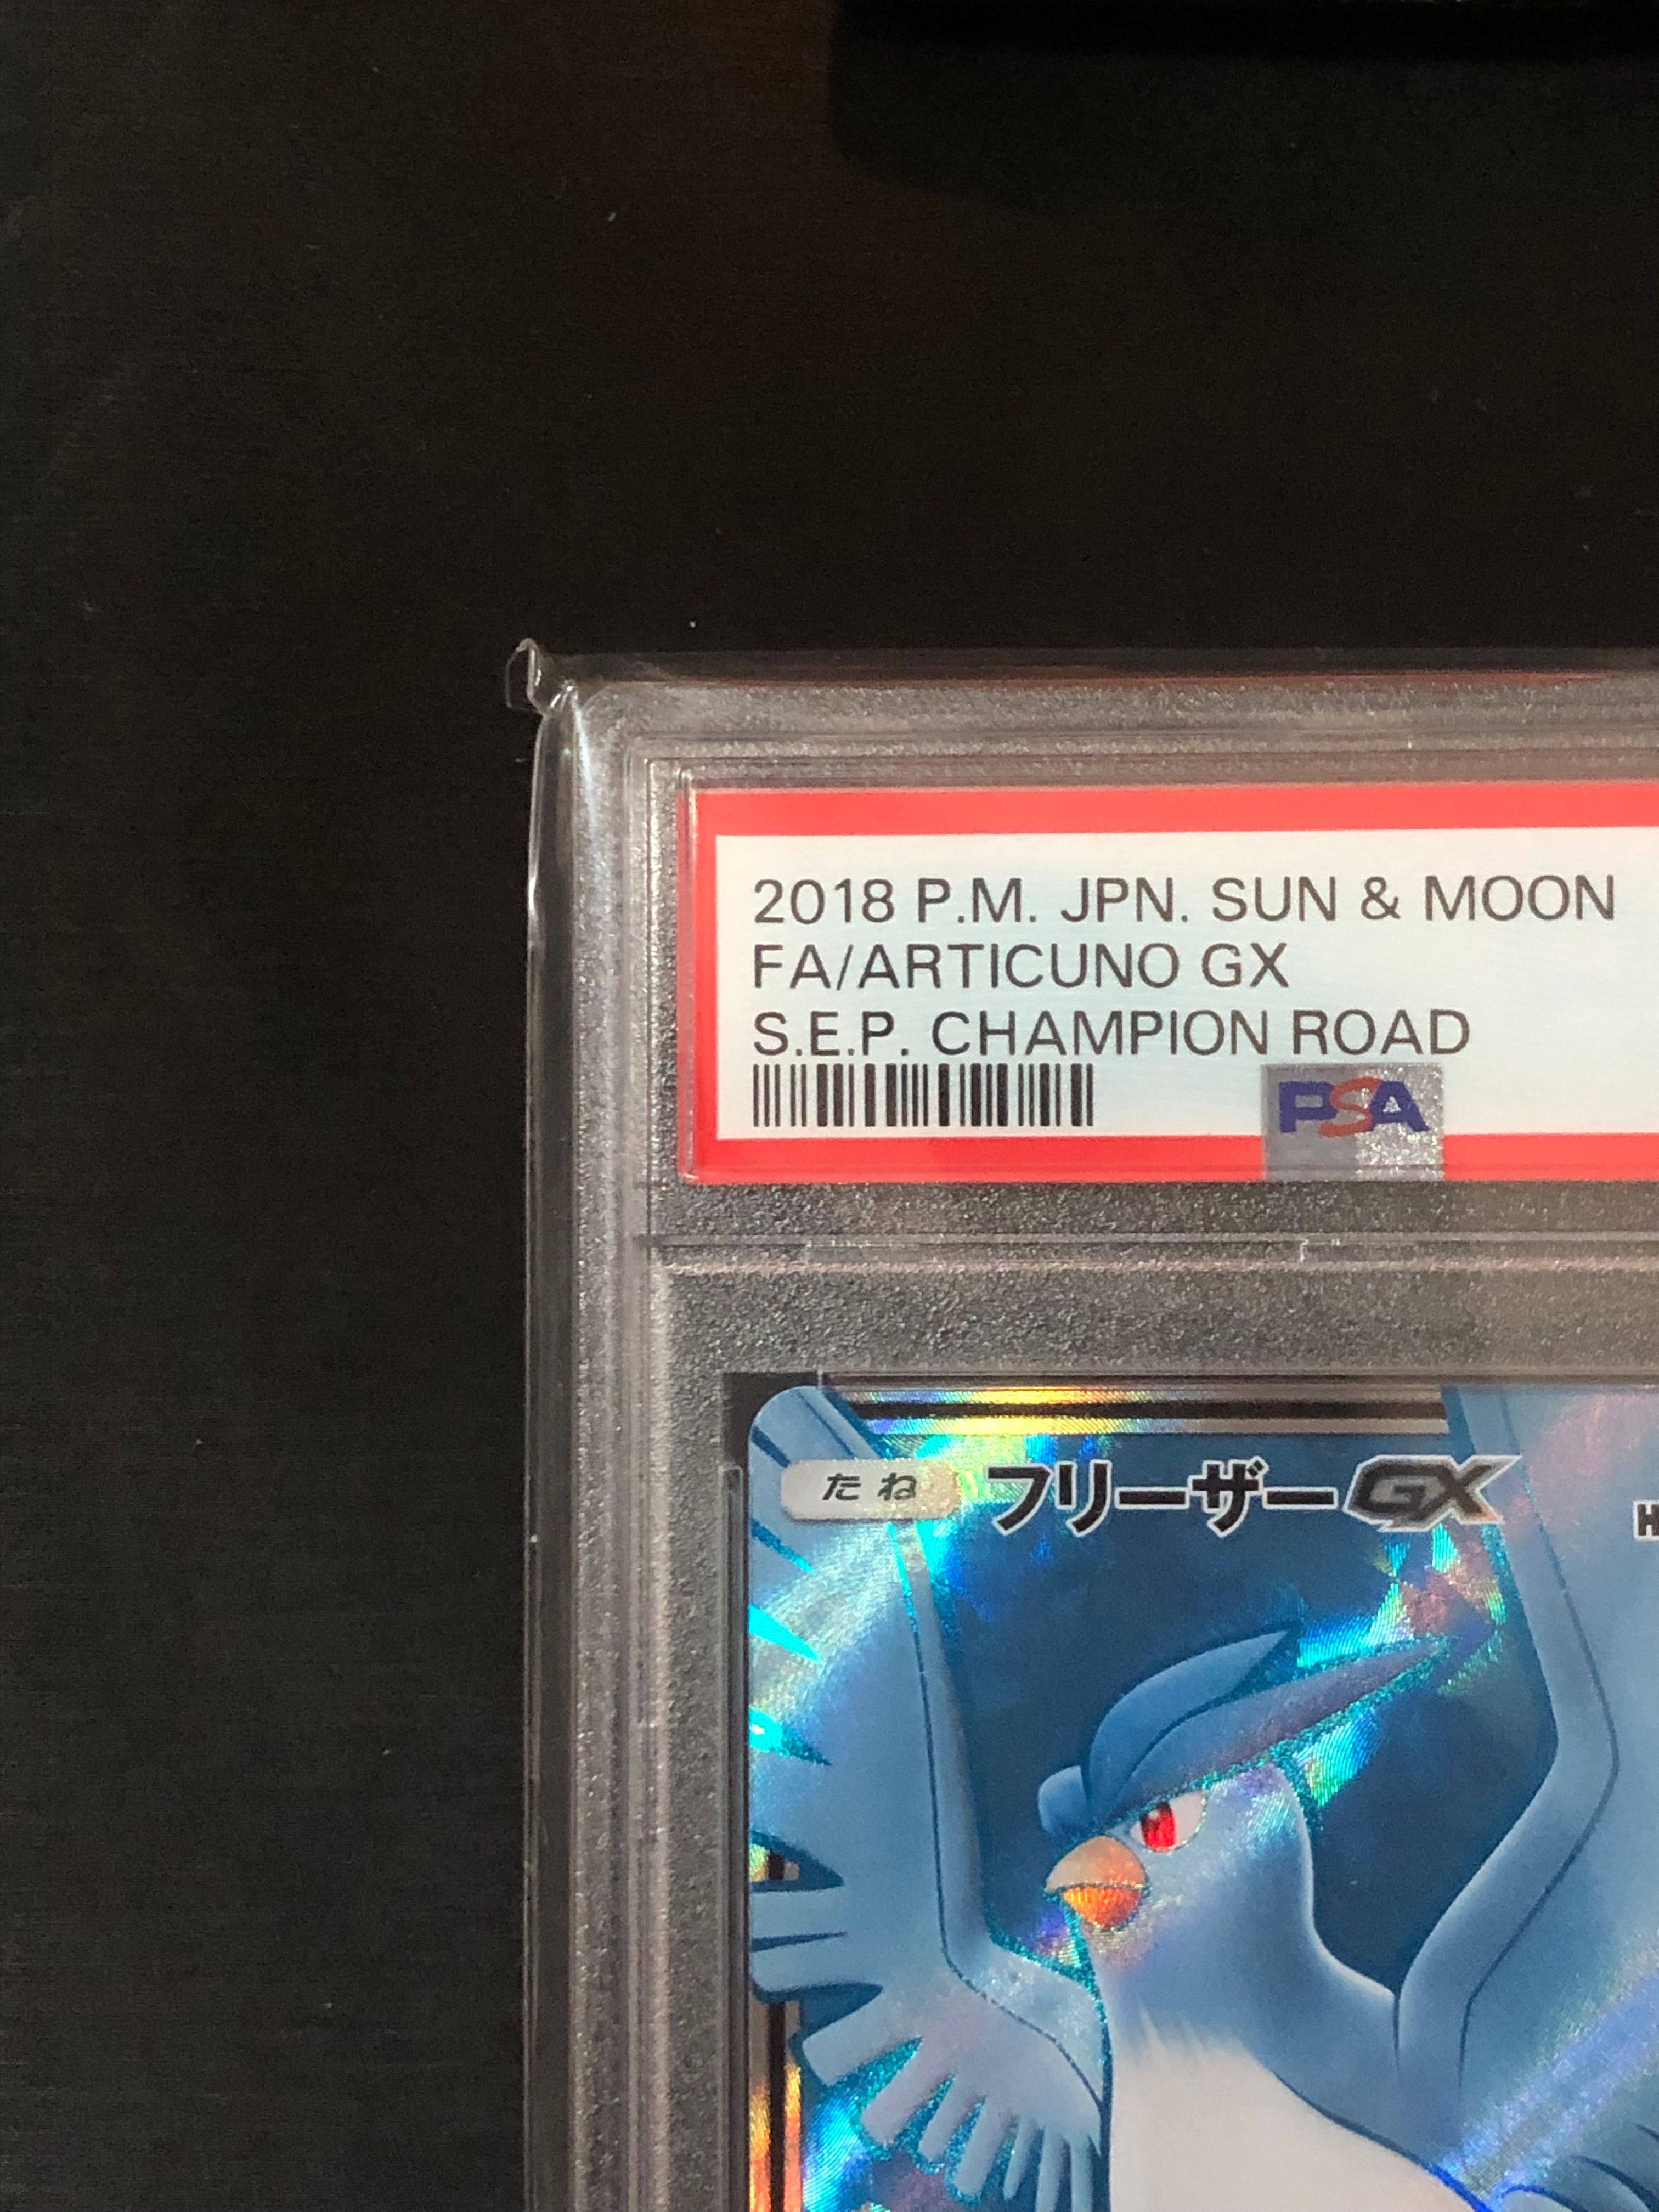 2018 P.M. JPN. SUN & MOON
FA/ARTICUNO GX
S.E.P. CHAMPION ROAD
PSA
たね フリーザーGX H